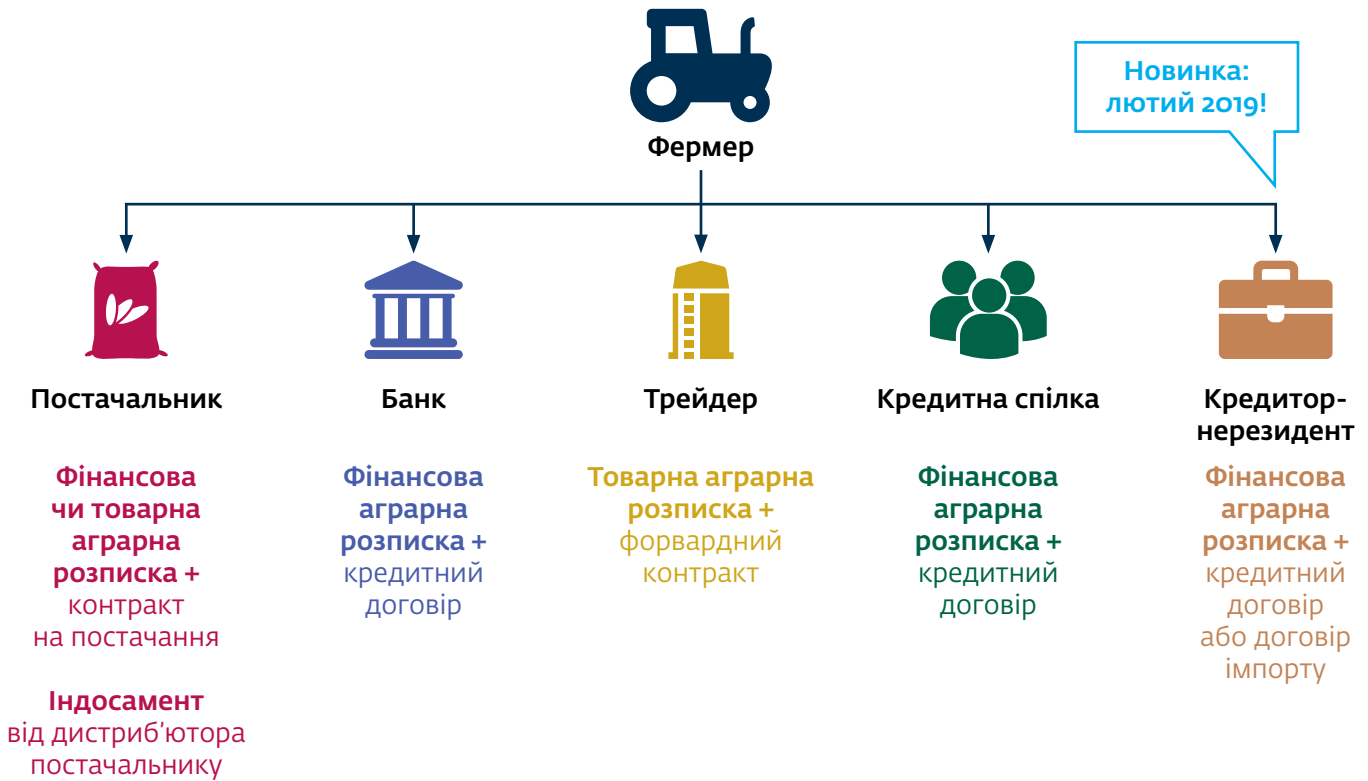 Новинка:
лютий 2019!
Фермер
Постачальник
Банк
Трейдер
Кредитна спілка
Кредитор-
нерезидент
Фінансова
чи товарна
аграрна
розписка +
контракт
на постачання
Індосамент
від дистриб'ютора
постачальнику
Фінансова
аграрна
розписка +
кредитний
договір
Товарна аграрна
розписка +
форвардний
контракт
Фінансова
аграрна
розписка +
кредитний
договір
Фінансова
аграрна
розписка +
кредитний
договір
або договір
імпорту